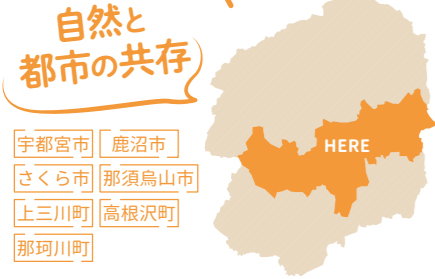 自然と
都市の共存
HERE
宇都宮市 鹿沼市
さくら市 那須烏山市
上三川町 高根沢町
那珂川町